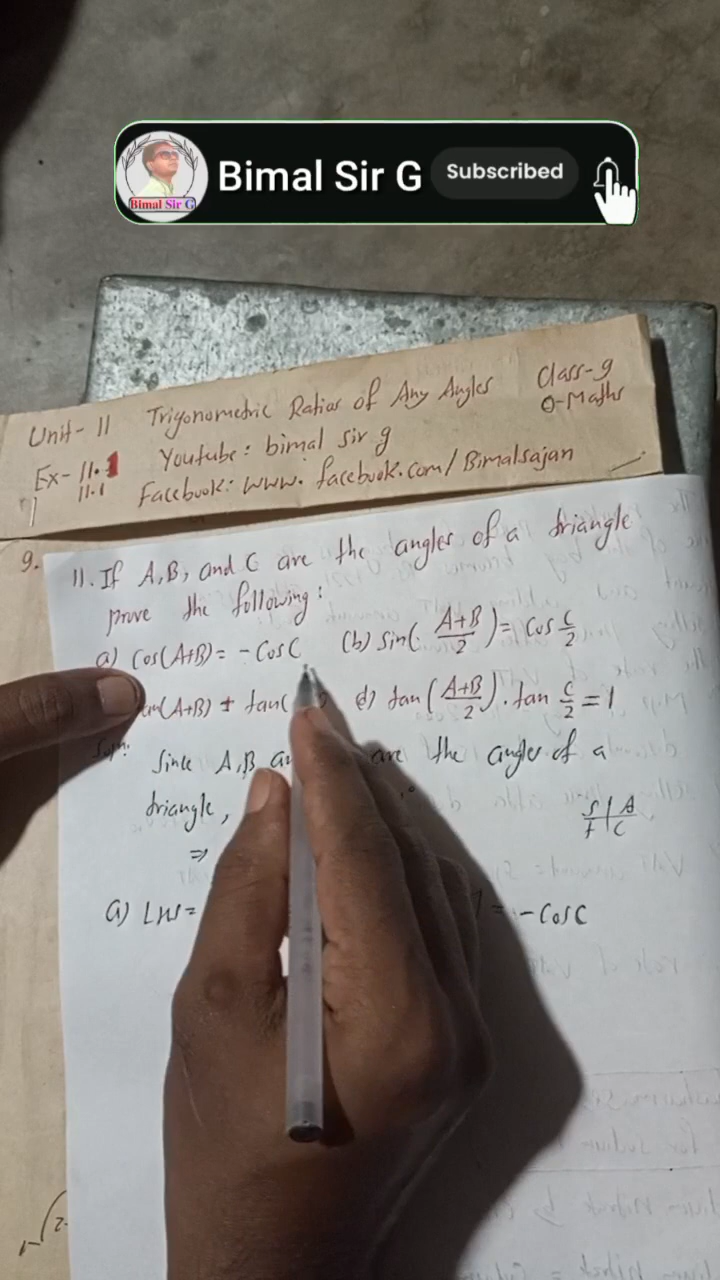 Bimal Sir G Subscribed
Bimal Sir G
Unit- 11 Trigonometric Ratios of Any Angles Class-9
O-Maths
Ex- 11.1 Youtube: bimal sir g
11.1 Facebook: www. facebook.com/Bimalsajan
9.
11. If A,B, and C are the angles of a triangle
prove the following:
a) Cos(A+B) = -CosC (b) Sin(A+B/2) = Cos C/2
(A+B) + tan( d) tan(A+B/2). tan C/2 = 1
Since A,B are the angles of a
triangle,
S A
T C
⇒
a) LHS = = -CosC